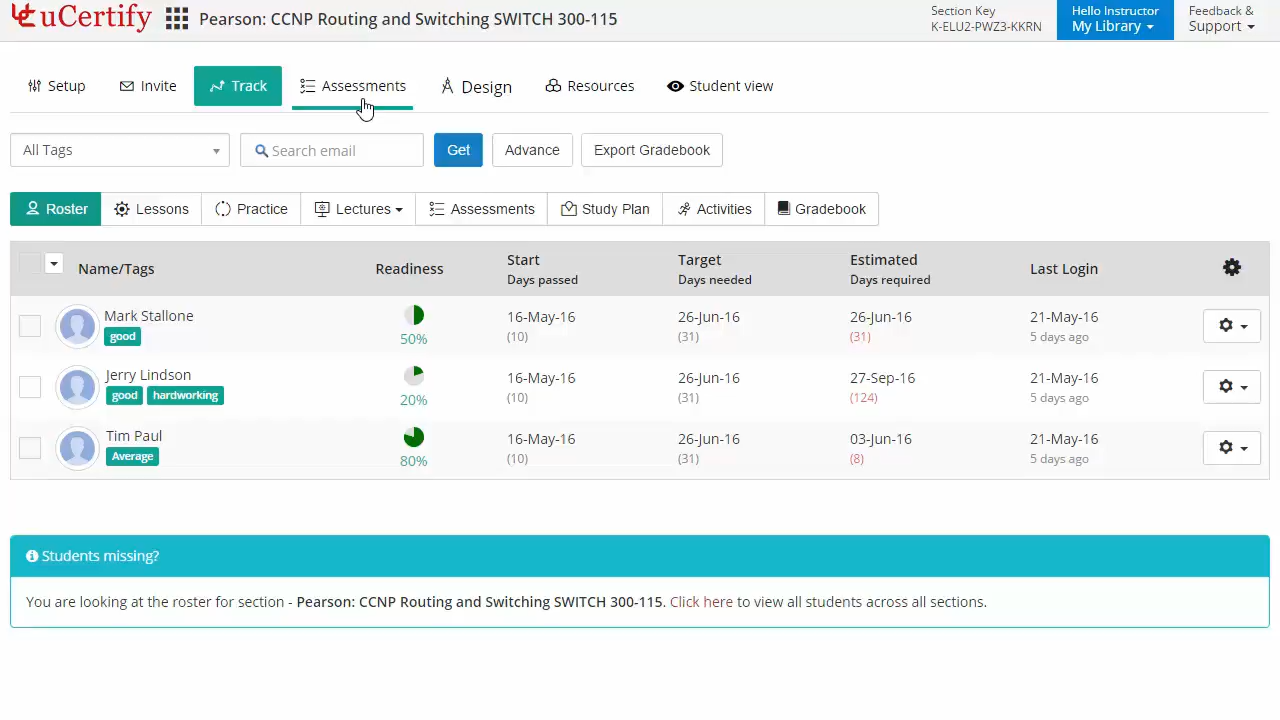 uCertify
Pearson: CCNP Routing and Switching SWITCH 300-115
Section Key
K-ELU2-PWZ3-KKRN
Hello Instructor
My Library
Feedback &
Support
Setup
Invite
Track
Assessments
Design
Resources
Student view
All Tags
Search email
Get
Advance
Export Gradebook
Roster
Lessons
Practice
Lectures
Assessments
Study Plan
Activities
Gradebook
Name/Tags
Readiness
Start
Days passed
Target
Days needed
Estimated
Days required
Last Login
Mark Stallone
good
50%
16-May-16
(10)
26-Jun-16
(31)
26-Jun-16
(31)
21-May-16
5 days ago
Jerry Lindson
good hardworking
20%
16-May-16
(10)
26-Jun-16
(31)
27-Sep-16
(124)
21-May-16
5 days ago
Tim Paul
Average
80%
16-May-16
(10)
26-Jun-16
(31)
03-Jun-16
(8)
21-May-16
5 days ago
Students missing?
You are looking at the roster for section - Pearson: CCNP Routing and Switching SWITCH 300-115. Click here to view all students across all sections.